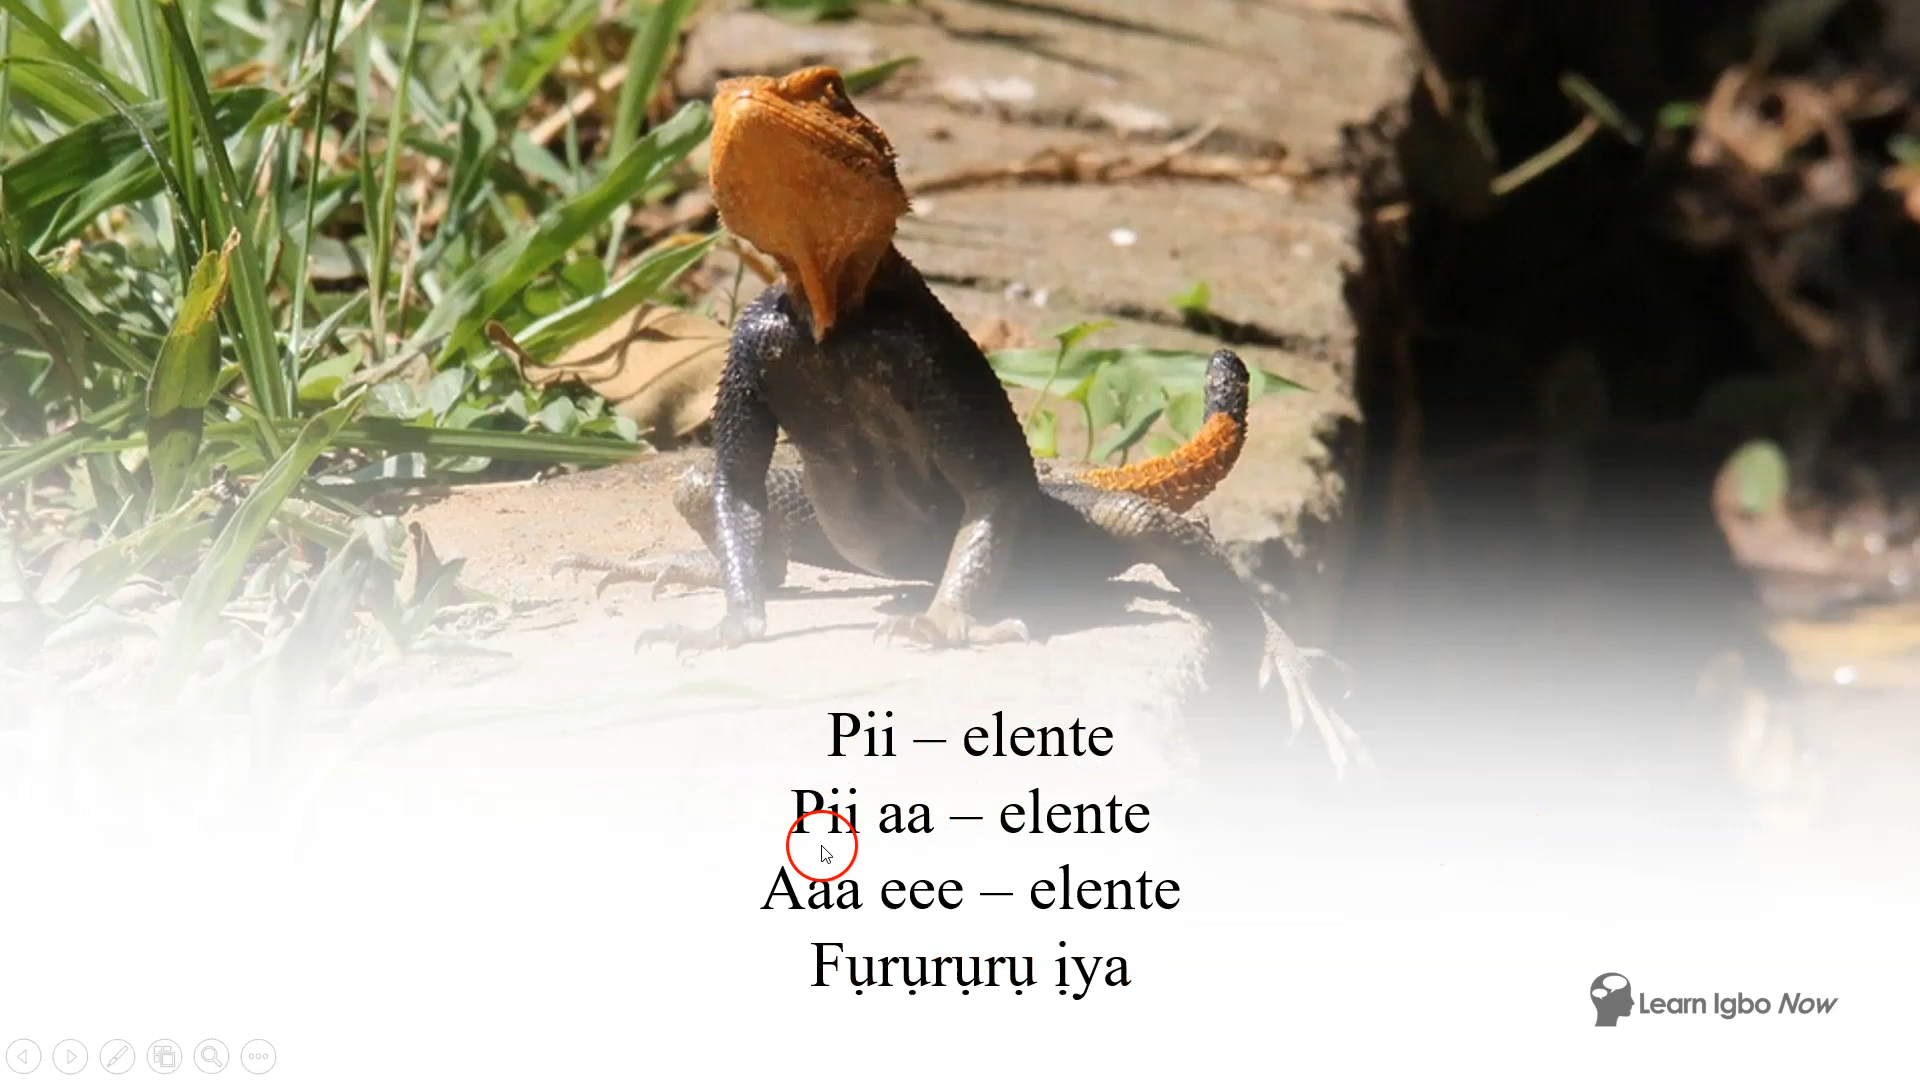 Pii – elente
Pii aa – elente
Aaa eee – elente
Fụrụrụrụ ịya
Learn Igbo Now